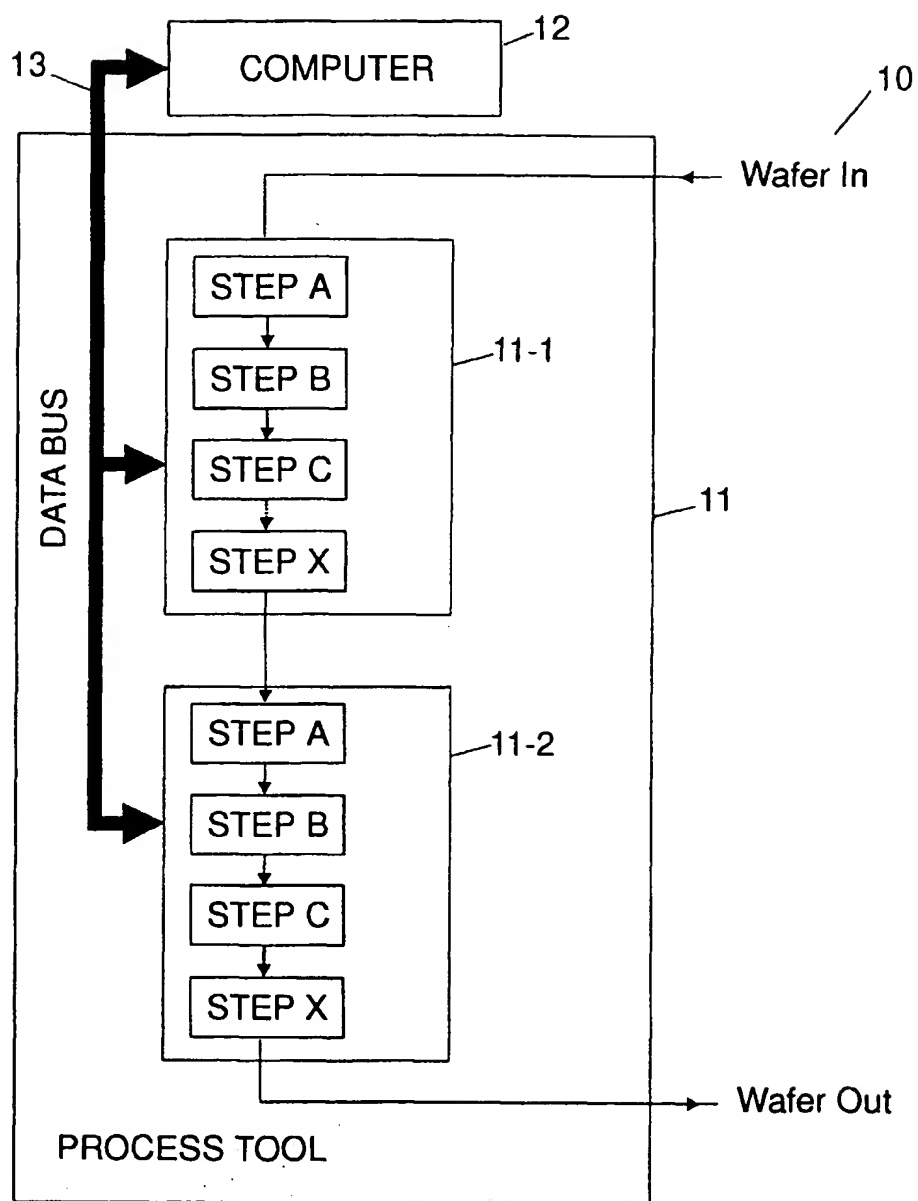 12
13
COMPUTER
10
Wafer In
STEP A
11-1
STEP B
DATA BUS
STEP C
11
STEP X
STEP A
11-2
STEP B
STEP C
STEP X
Wafer Out
PROCESS TOOL